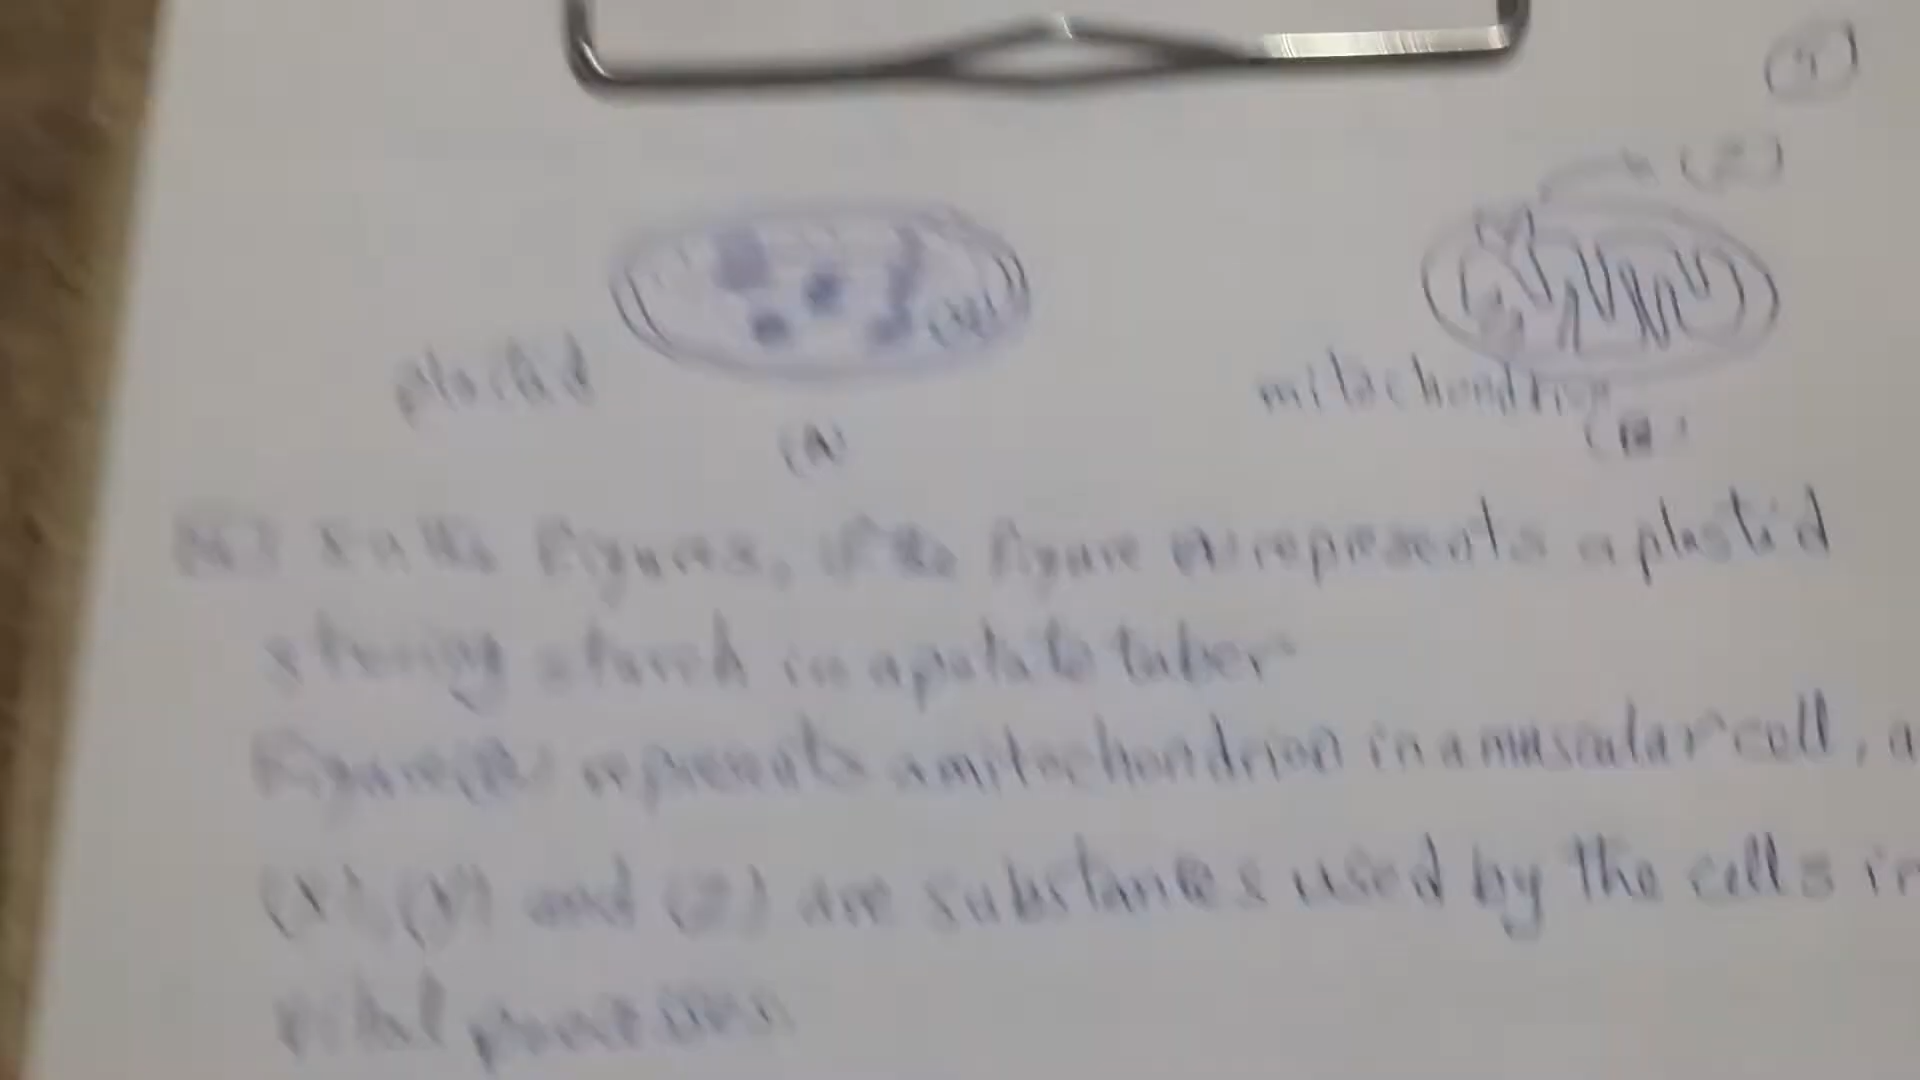 (Z)
plastid
mitochondrion
(A)
(B)
In the figures, if the figure (A) represents a plastid
storing starch in a potato tuber
Figure (B) represents a mitochondrion in a muscular cell, a
(X), (Y) and (Z) are substances used by the cells in
vital processes